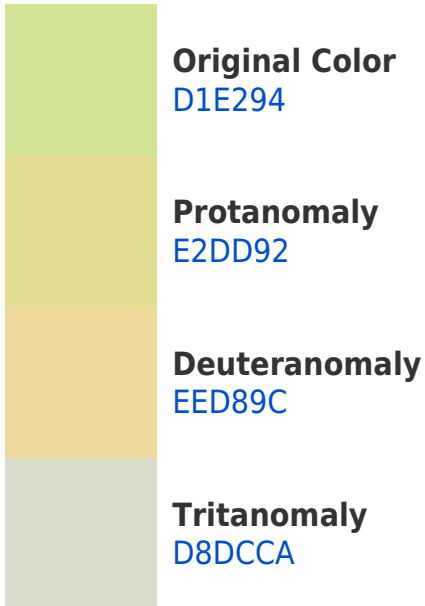 Original Color
D1E294
Protanomaly
E2DD92
Deuteranomaly
EED89C
Tritanomaly
D8DCCA